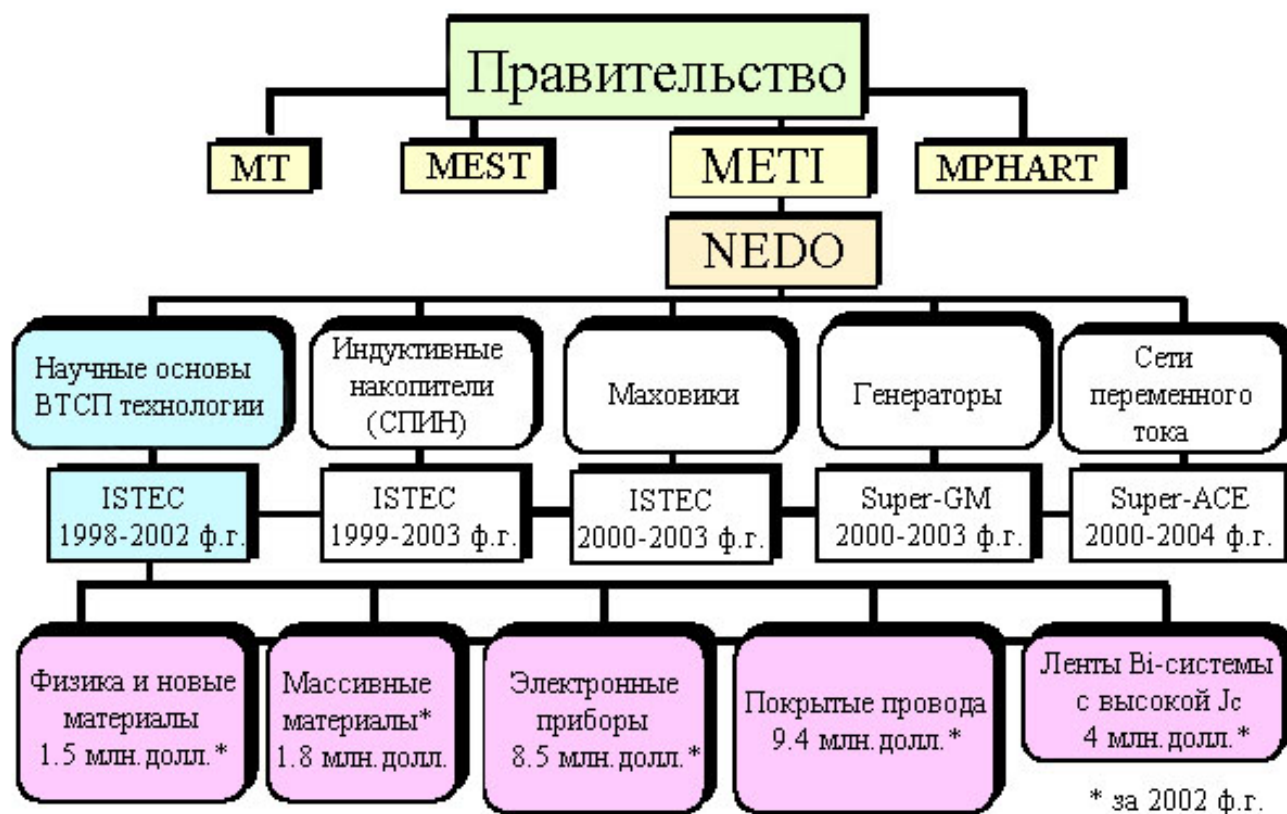 Правительство
MT
MEST
METI
MPHART
NEDO
Научные основы
ВТСП технологии
Индуктивные
накопители
(СПИН)
Маховики
Генераторы
Сети
переменного
тока
ISTEC
1998-2002 ф.г.
ISTEC
1999-2003 ф.г.
ISTEC
2000-2003 ф.г.
Super-GM
2000-2003 ф.г.
Super-ACE
2000-2004 ф.г.
Физика и новые
материалы
1.5 млн.долл.*
Массивные
материалы*
1.8 млн.долл.
Электронные
приборы
8.5 млн.долл.*
Покрытые провода
9.4 млн.долл.*
Ленты Bi-системы
с высокой Jc
4 млн.долл.*
* за 2002 ф.г.